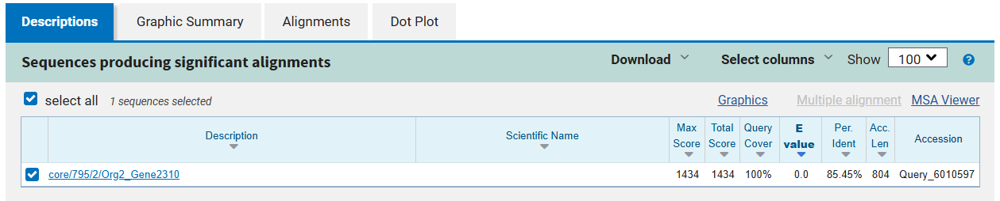 Descriptions Graphic Summary Alignments Dot Plot
Sequences producing significant alignments Download Select columns Show 100 ?
select all 1 sequences selected Graphics Multiple alignment MSA Viewer
Description Scientific Name Max Score Total Score Query Cover E value Per. Ident Acc. Len Accession
core/795/2/Org2_Gene2310 1434 1434 100% 0.0 85.45% 804 Query_6010597